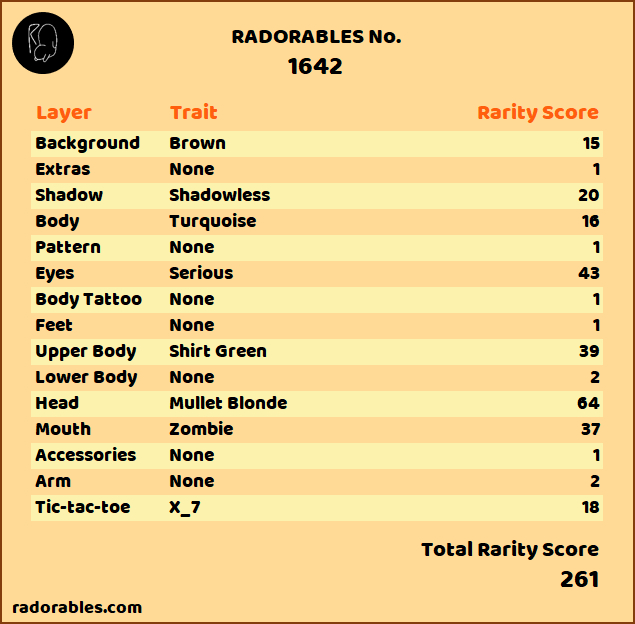 RADORABLES No.
1642
Layer Trait Rarity Score
Background Brown 15
Extras None 1
Shadow Shadowless 20
Body Turquoise 16
Pattern None 1
Eyes Serious 43
Body Tattoo None 1
Feet None 1
Upper Body Shirt Green 39
Lower Body None 2
Head Mullet Blonde 64
Mouth Zombie 37
Accessories None 1
Arm None 2
Tic-tac-toe X_7 18
Total Rarity Score
261
radorables.com